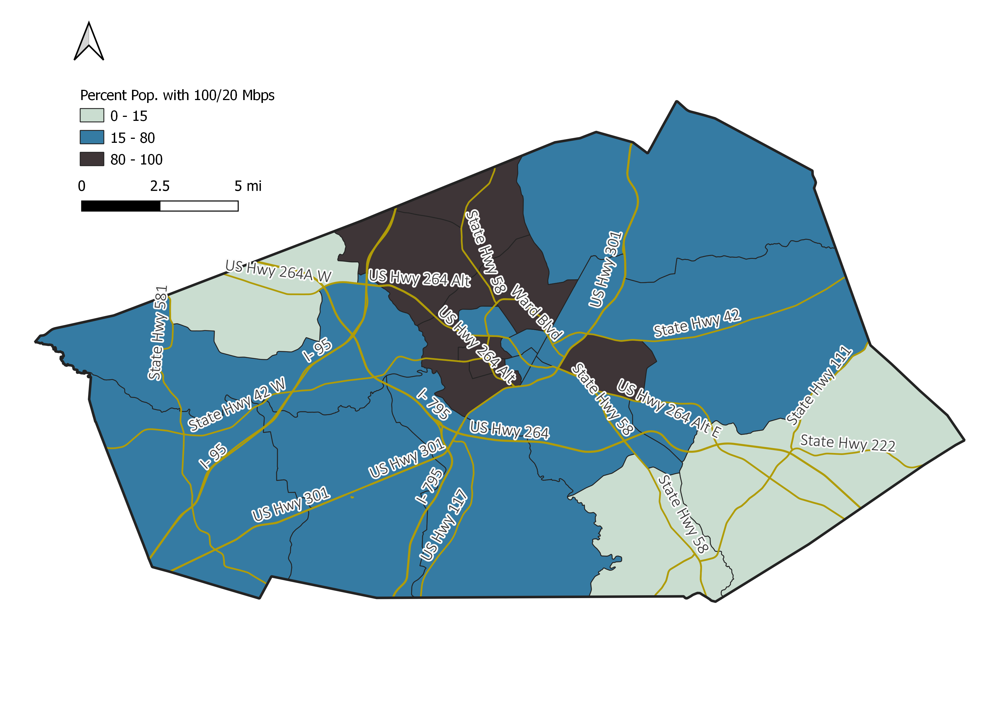 Percent Pop. with 100/20 Mbps
0 - 15
15 - 80
80 - 100
0 2.5 5 mi
State Hwy 58
US Hwy 301
US Hwy 264A W
US Hwy 264 Alt
State Hwy 581
Ward Blvd
US Hwy 264 Alt
State Hwy 42
I- 95
State Hwy 111
State Hwy 42 W
State Hwy 58
US Hwy 264 Alt E
I- 795
US Hwy 264
State Hwy 222
I- 95
US Hwy 301
I- 795
US Hwy 301
US Hwy 117
State Hwy 58